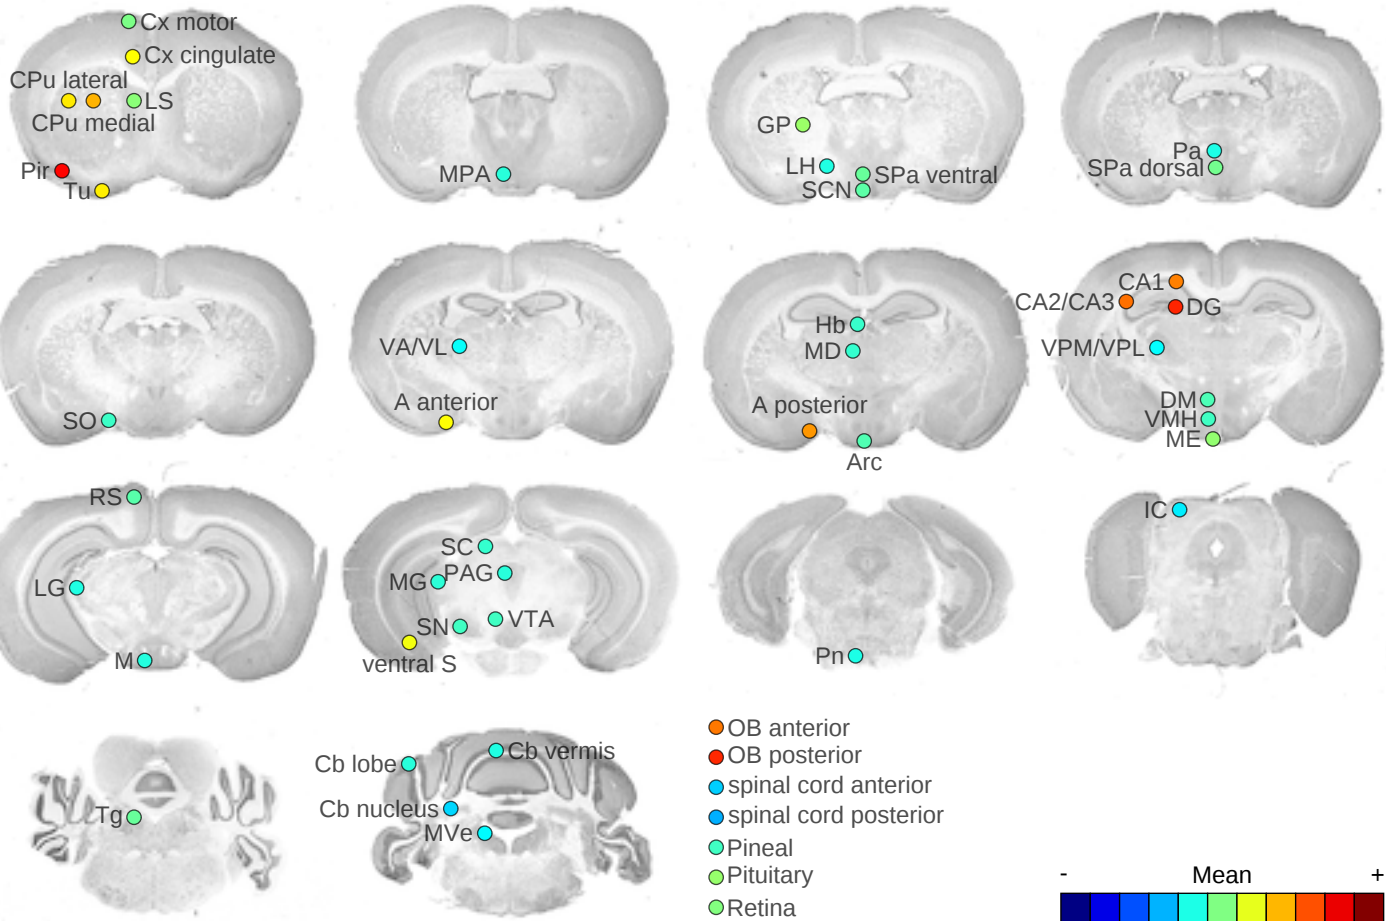 Cx motor
Cx cingulate
CPu lateral
LS
CPu medial
Pir
Tu
MPA
GP
LH
SPa ventral
SCN
Pa
SPa dorsal
SO
VA/VL
A anterior
Hb
MD
A posterior
Arc
CA1
CA2/CA3
DG
VPM/VPL
DM
VMH
ME
RS
LG
M
SC
MG
PAG
SN
VTA
ventral S
Pn
IC
Tg
Cb lobe
Cb vermis
Cb nucleus
MVe
OB anterior
OB posterior
spinal cord anterior
spinal cord posterior
Pineal
Pituitary
Retina
- Mean +